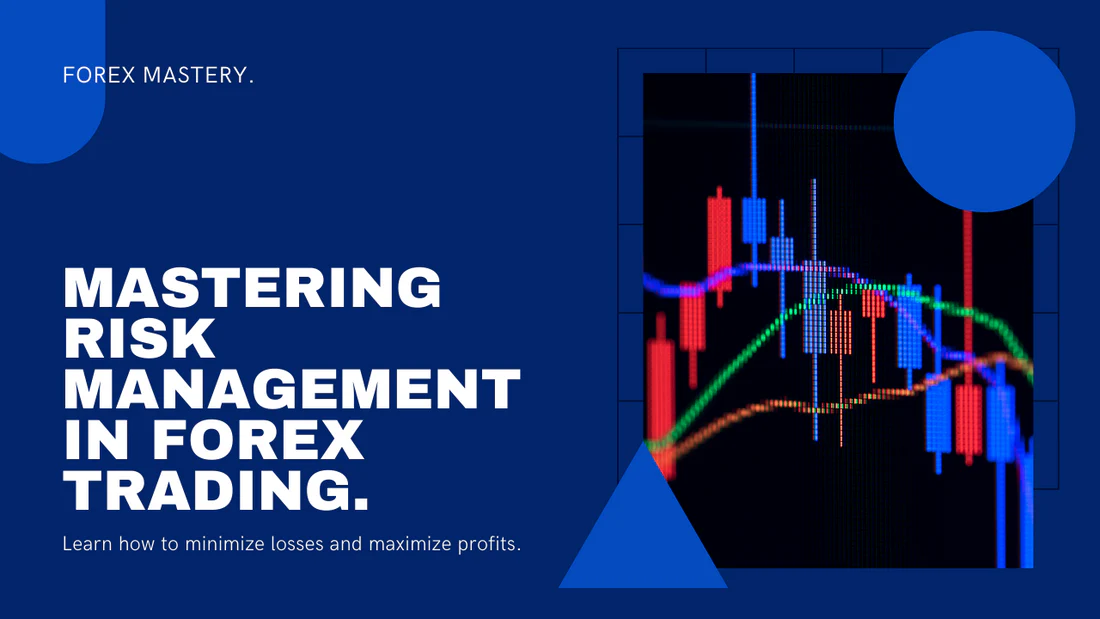 FOREX MASTERY.
MASTERING
RISK
MANAGEMENT
IN FOREX
TRADING.
Learn how to minimize losses and maximize profits.